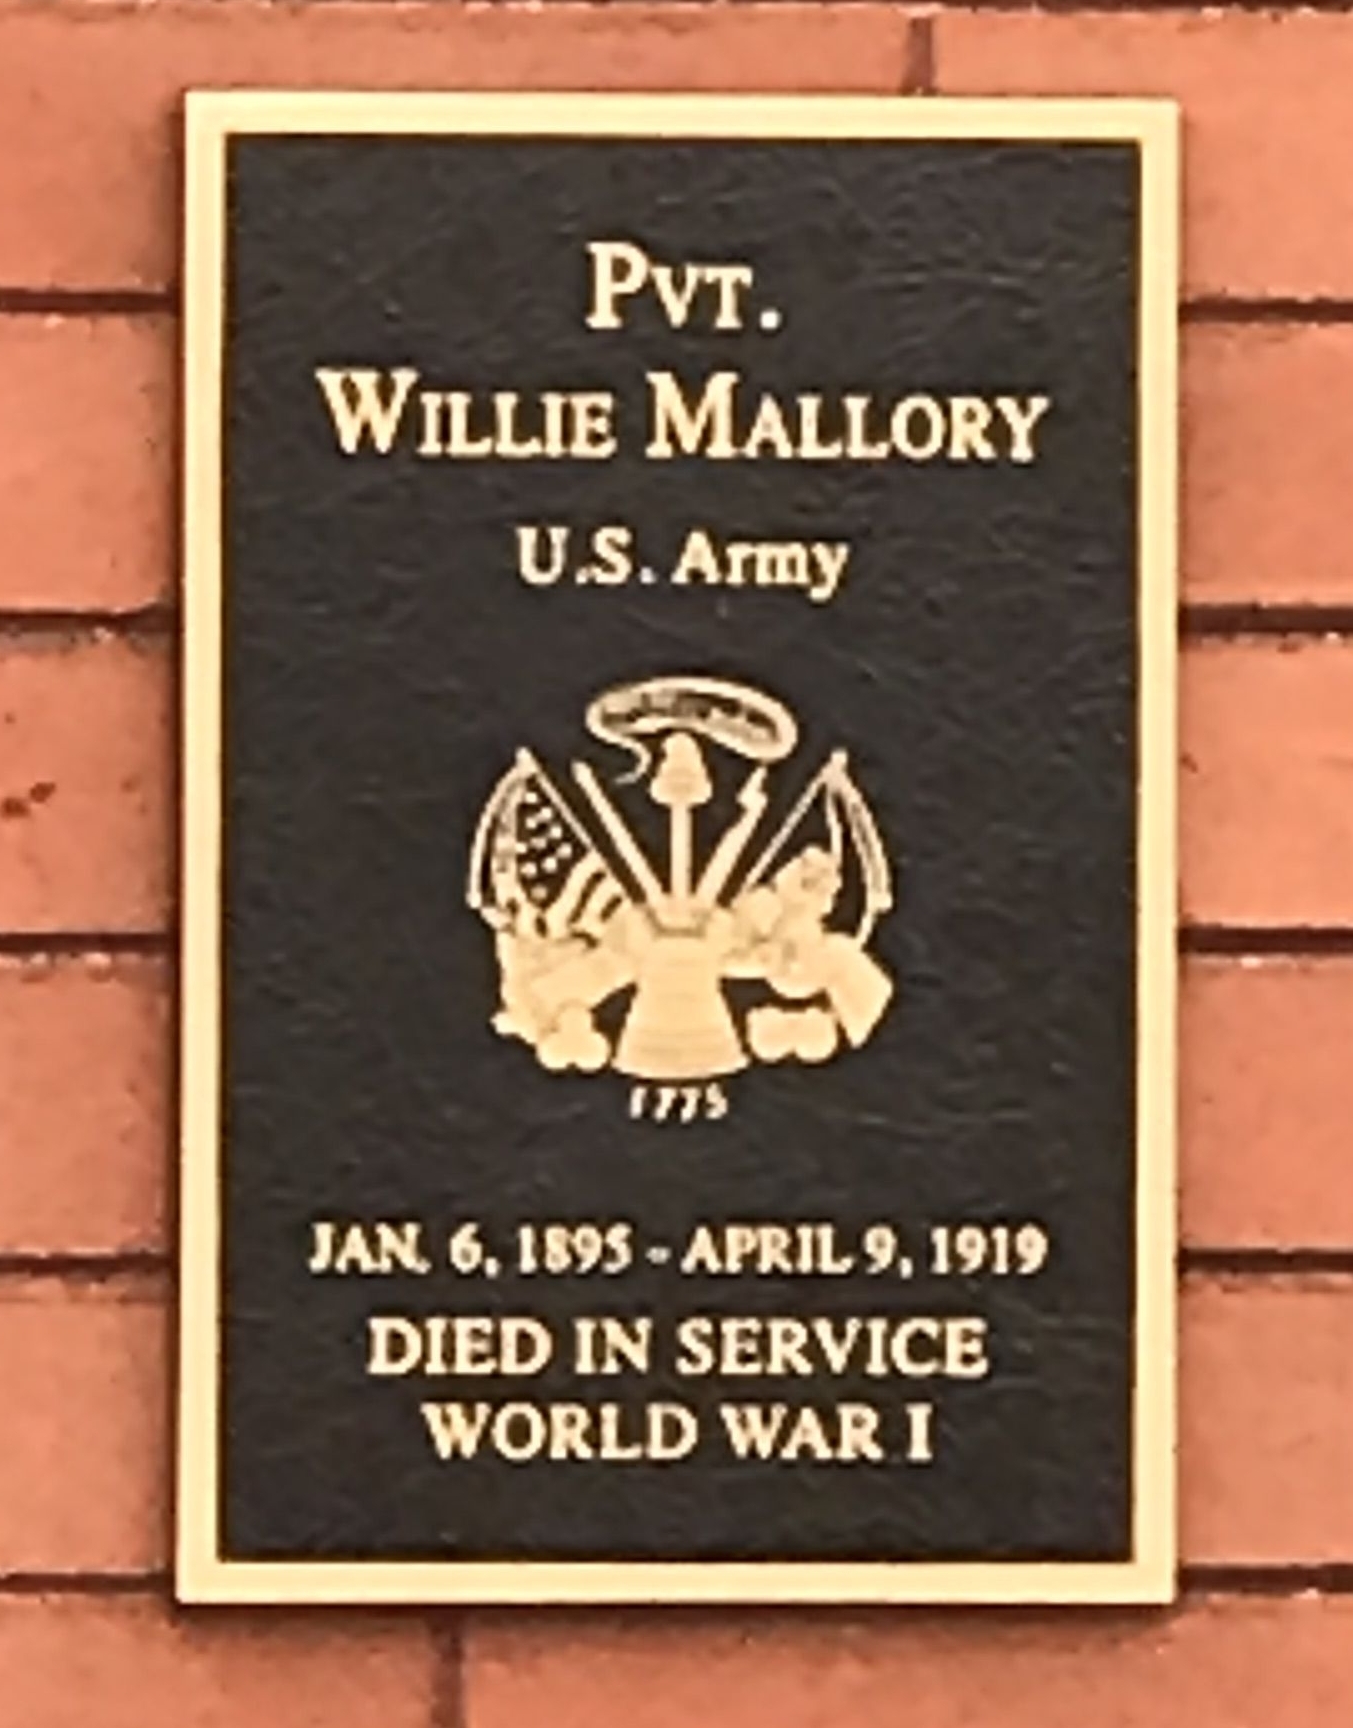 PVT.
WILLIE MALLORY
U.S. Army
1775
JAN. 6, 1895 - APRIL 9, 1919
DIED IN SERVICE
WORLD WAR I